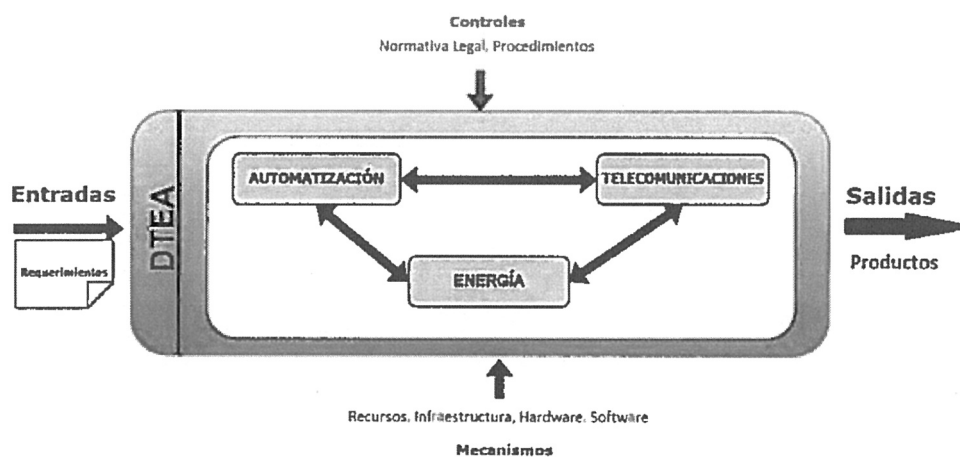 Controles
Normativa Legal, Procedimientos
Entradas
Requerimientos
DTEA
AUTOMATIZACIÓN
TELECOMUNICACIONES
ENERGÍA
Salidas
Productos
Recursos, Infraestructura, Hardware, Software
Mecanismos